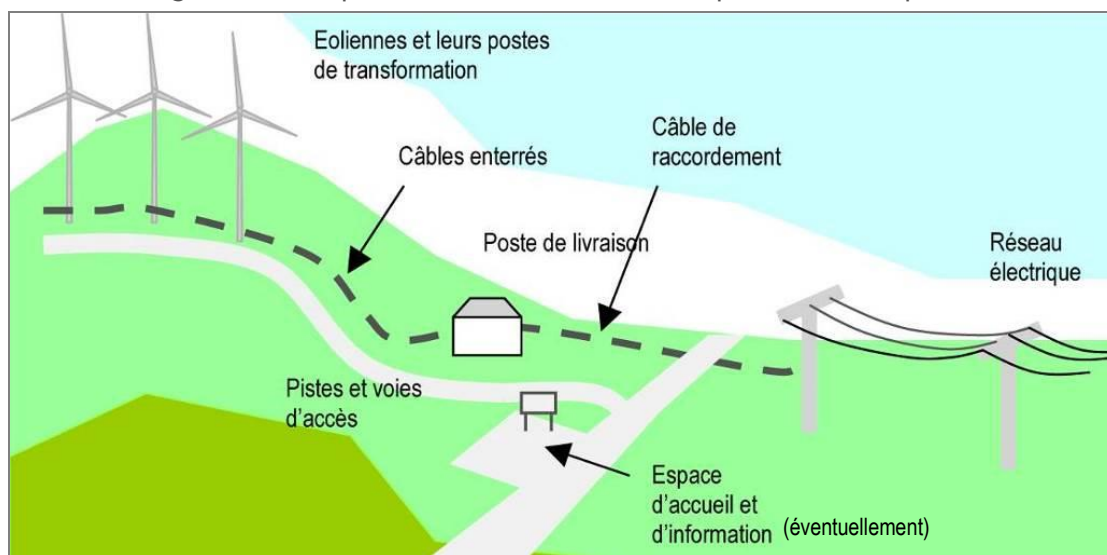 Eoliennes et leurs postes
de transformation
Câbles enterrés
Câble de
raccordement
Poste de livraison
Réseau
électrique
Pistes et voies
d’accès
Espace
d’accueil et
d’information (éventuellement)